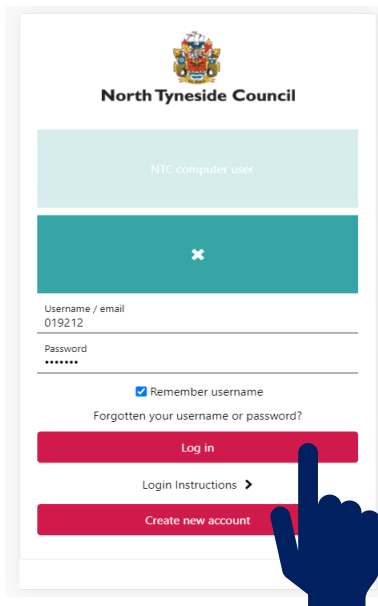 North Tyneside Council
NTC computer user
Username / email
019212
Password
•••••••
Remember username
Forgotten your username or password?
Log in
Login Instructions
Create new account